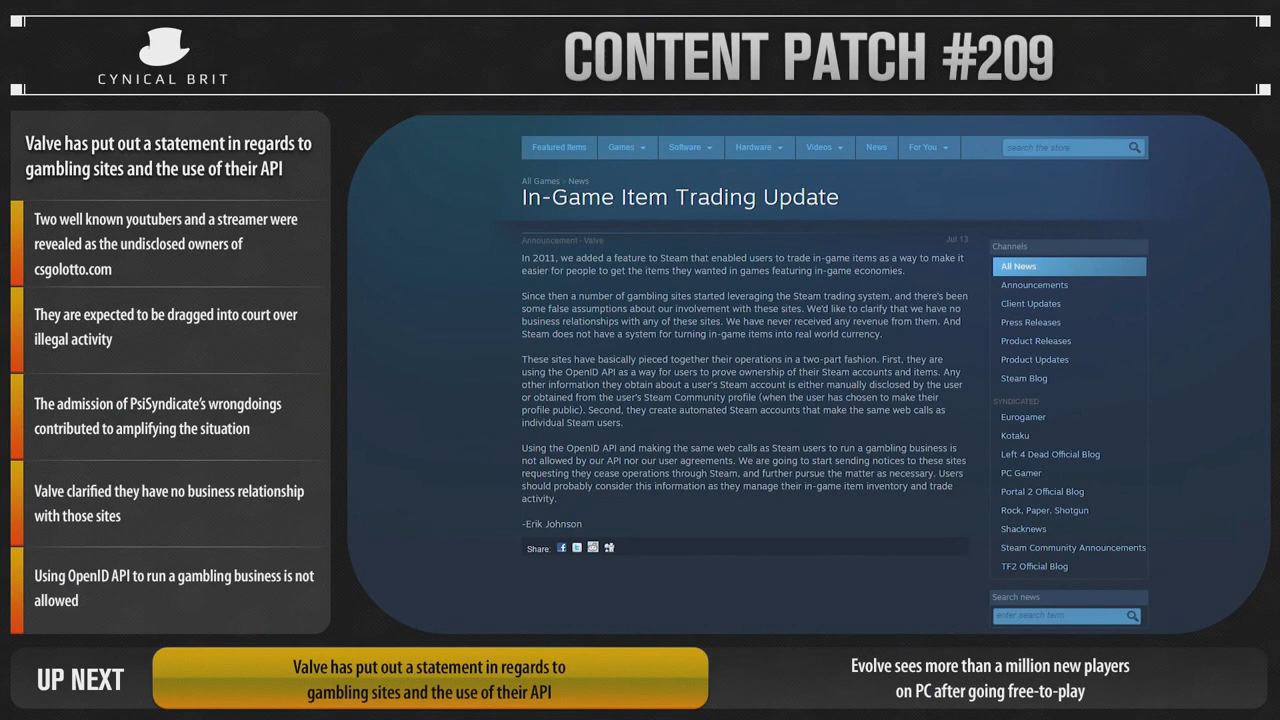 CYNICAL BRIT
CONTENT PATCH #209
Valve has put out a statement in regards to
gambling sites and the use of their API
Two well known youtubers and a streamer were
revealed as the undisclosed owners of
csgolotto.com
They are expected to be dragged into court over
illegal activity
The admission of PsiSyndicate's wrongdoings
contributed to amplifying the situation
Valve clarified they have no business relationship
with those sites
Using OpenID API to run a gambling business is not
allowed
Featured Items Games Software Hardware Videos News For You search the store
All Games > News
In-Game Item Trading Update
Announcement - Valve Jul 13
In 2011, we added a feature to Steam that enabled users to trade in-game items as a way to make it
easier for people to get the items they wanted in games featuring in-game economies.
Since then a number of gambling sites started leveraging the Steam trading system, and there's been
some false assumptions about our involvement with these sites. We'd like to clarify that we have no
business relationships with any of these sites. We have never received any revenue from them. And
Steam does not have a system for turning in-game items into real world currency.
These sites have basically pieced together their operations in a two-part fashion. First, they are
using the OpenID API as a way for users to prove ownership of their Steam accounts and items. Any
other information they obtain about a user's Steam account is either manually disclosed by the user
or obtained from the user's Steam Community profile (when the user has chosen to make their
profile public). Second, they create automated Steam accounts that make the same web calls as
individual Steam users.
Using the OpenID API and making the same web calls as Steam users to run a gambling business is
not allowed by our API nor our user agreements. We are going to start sending notices to these sites
requesting they cease operations through Steam, and further pursue the matter as necessary. Users
should probably consider this information as they manage their in-game item inventory and trade
activity.
-Erik Johnson
Share:
Channels
All News
Announcements
Client Updates
Press Releases
Product Releases
Product Updates
Steam Blog
SYNDICATED
Eurogamer
Kotaku
Left 4 Dead Official Blog
PC Gamer
Portal 2 Official Blog
Rock, Paper, Shotgun
Shacknews
Steam Community Announcements
TF2 Official Blog
Search news
enter search term
UP NEXT
Valve has put out a statement in regards to
gambling sites and the use of their API
Evolve sees more than a million new players
on PC after going free-to-play